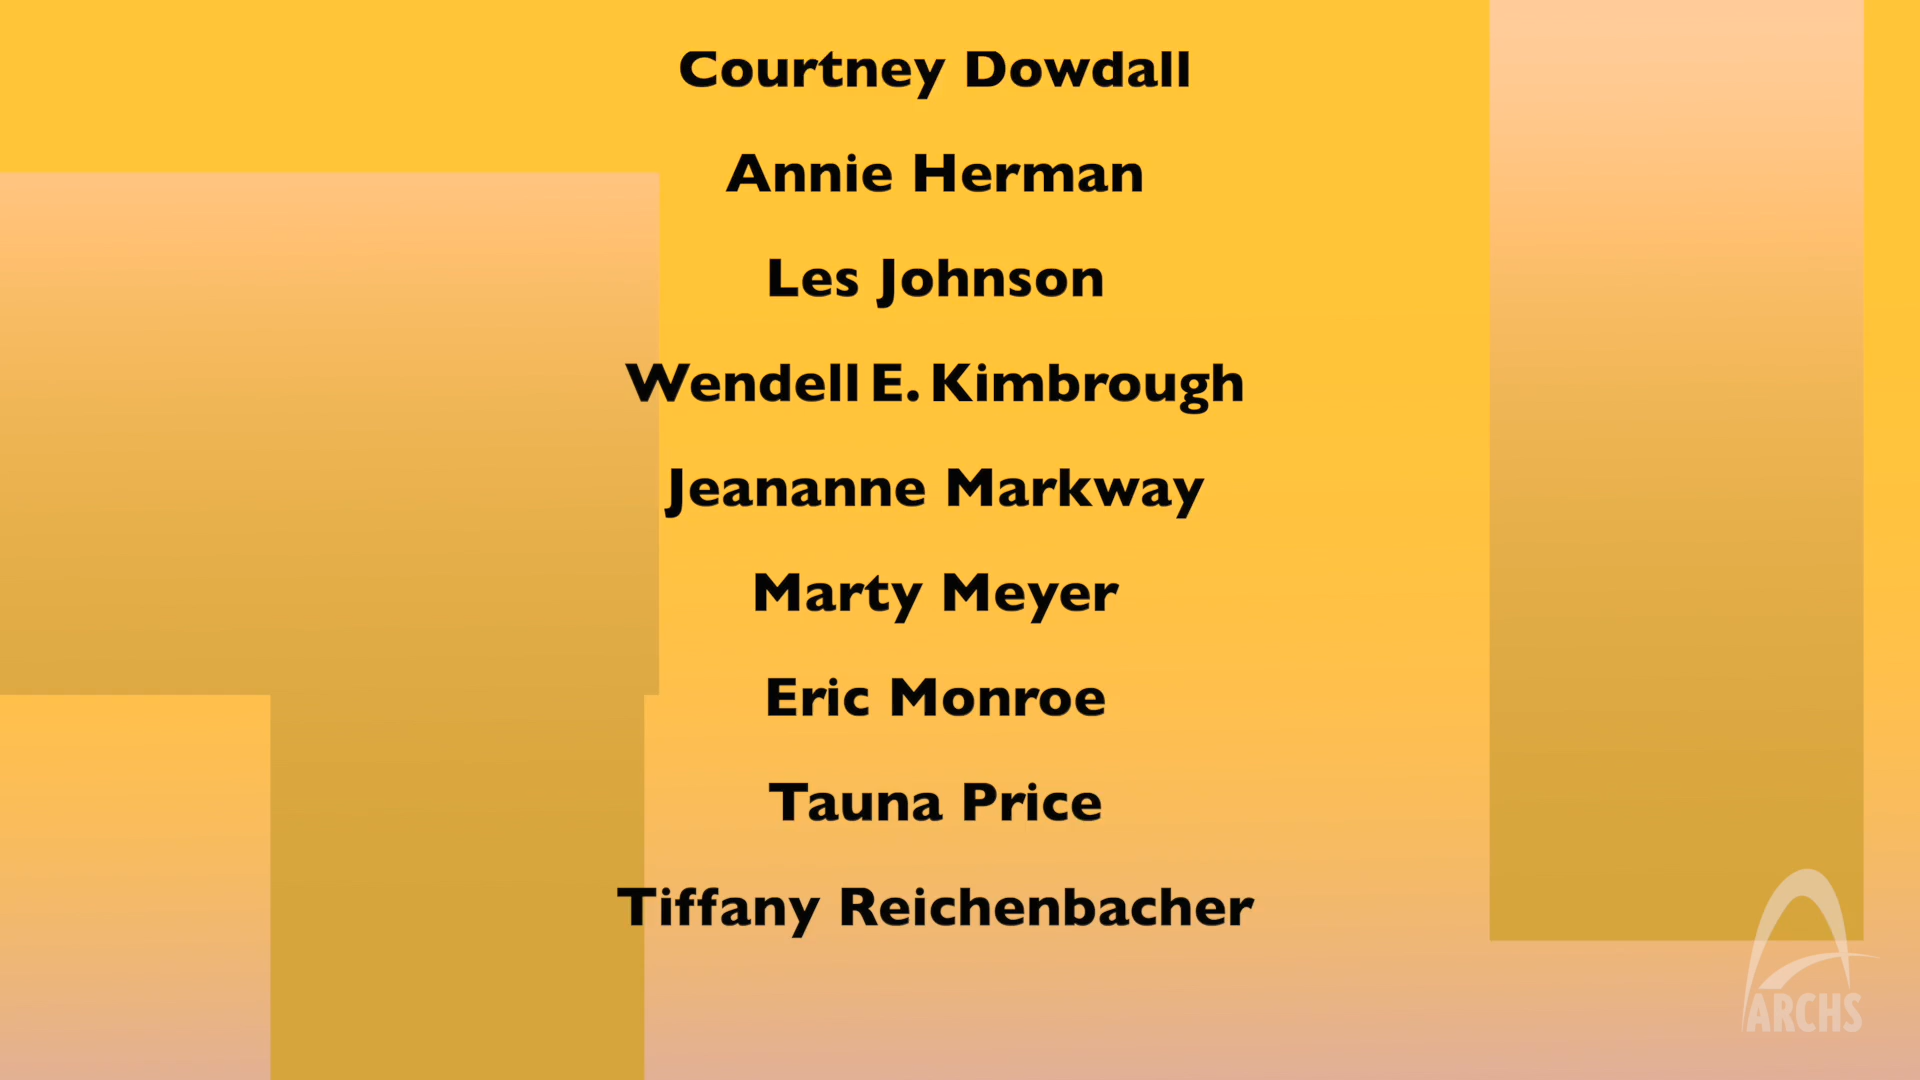 Courtney Dowdall
Annie Herman
Les Johnson
Wendell E. Kimbrough
Jeananne Markway
Marty Meyer
Eric Monroe
Tauna Price
Tiffany Reichenbacher
ARCHS